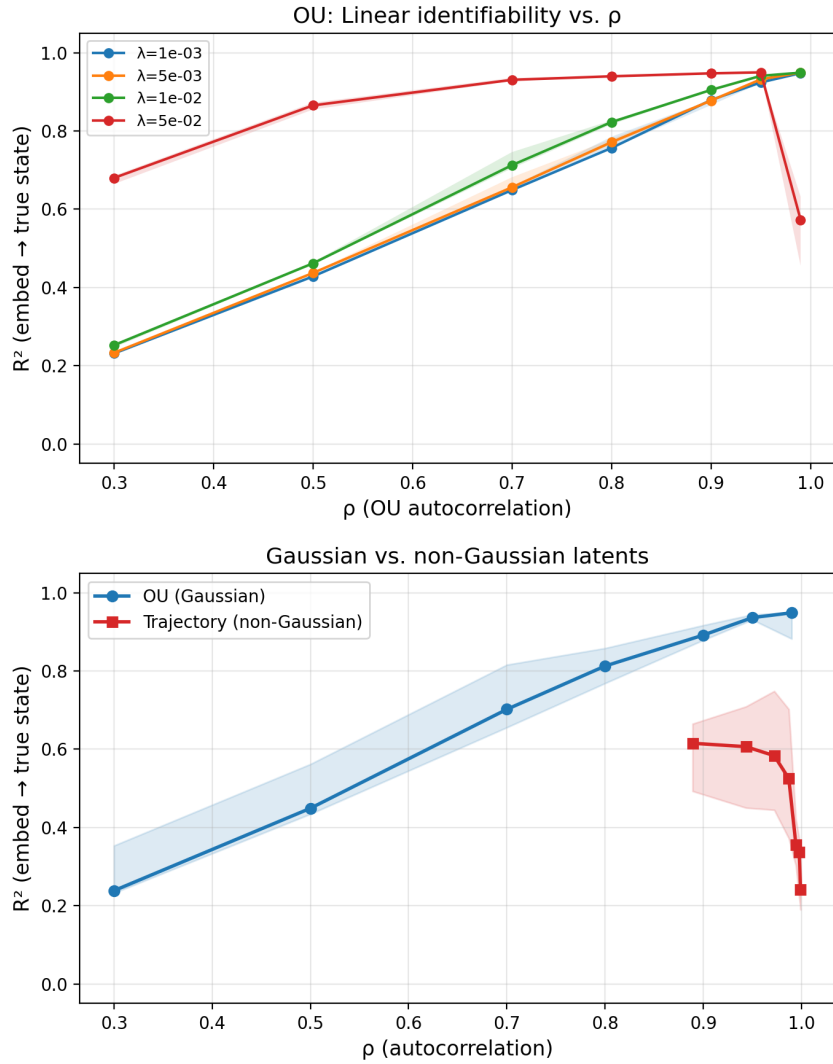 OU: Linear identifiability vs. ρ
1.0
0.8
0.6
0.4
0.2
0.0
R² (embed → true state)
λ=1e-03
λ=5e-03
λ=1e-02
λ=5e-02
0.3 0.4 0.5 0.6 0.7 0.8 0.9 1.0
ρ (OU autocorrelation)
Gaussian vs. non-Gaussian latents
1.0
0.8
0.6
0.4
0.2
0.0
R² (embed → true state)
OU (Gaussian)
Trajectory (non-Gaussian)
0.3 0.4 0.5 0.6 0.7 0.8 0.9 1.0
ρ (autocorrelation)